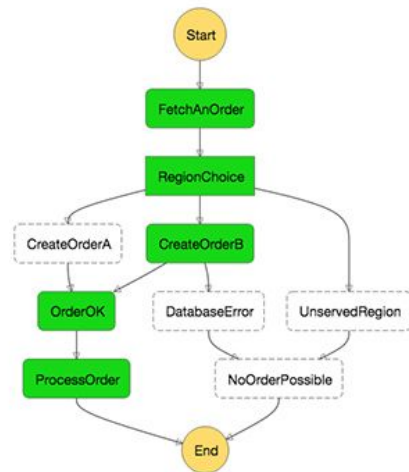 Start
FetchAnOrder
RegionChoice
CreateOrderA
CreateOrderB
OrderOK
DatabaseError
UnservedRegion
ProcessOrder
NoOrderPossible
End